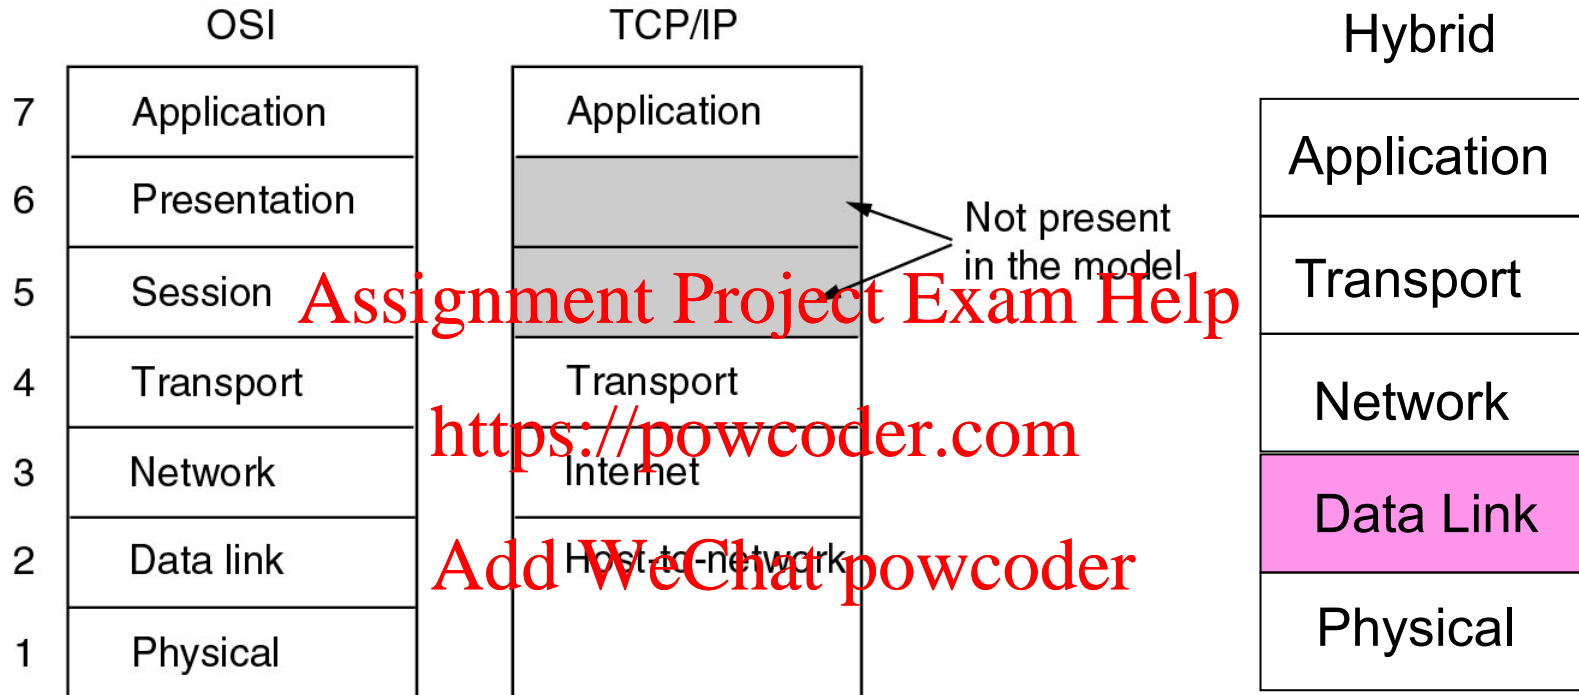 OSI
TCP/IP
Hybrid
7
Application
Application
6
Presentation
5
Session
4
Transport
Transport
3
Network
Internet
2
Data link
Host-to-network
1
Physical
Not present
in the model
Application
Transport
Network
Data Link
Physical
Assignment Project Exam Help
https://powcoder.com
Add WeChat powcoder